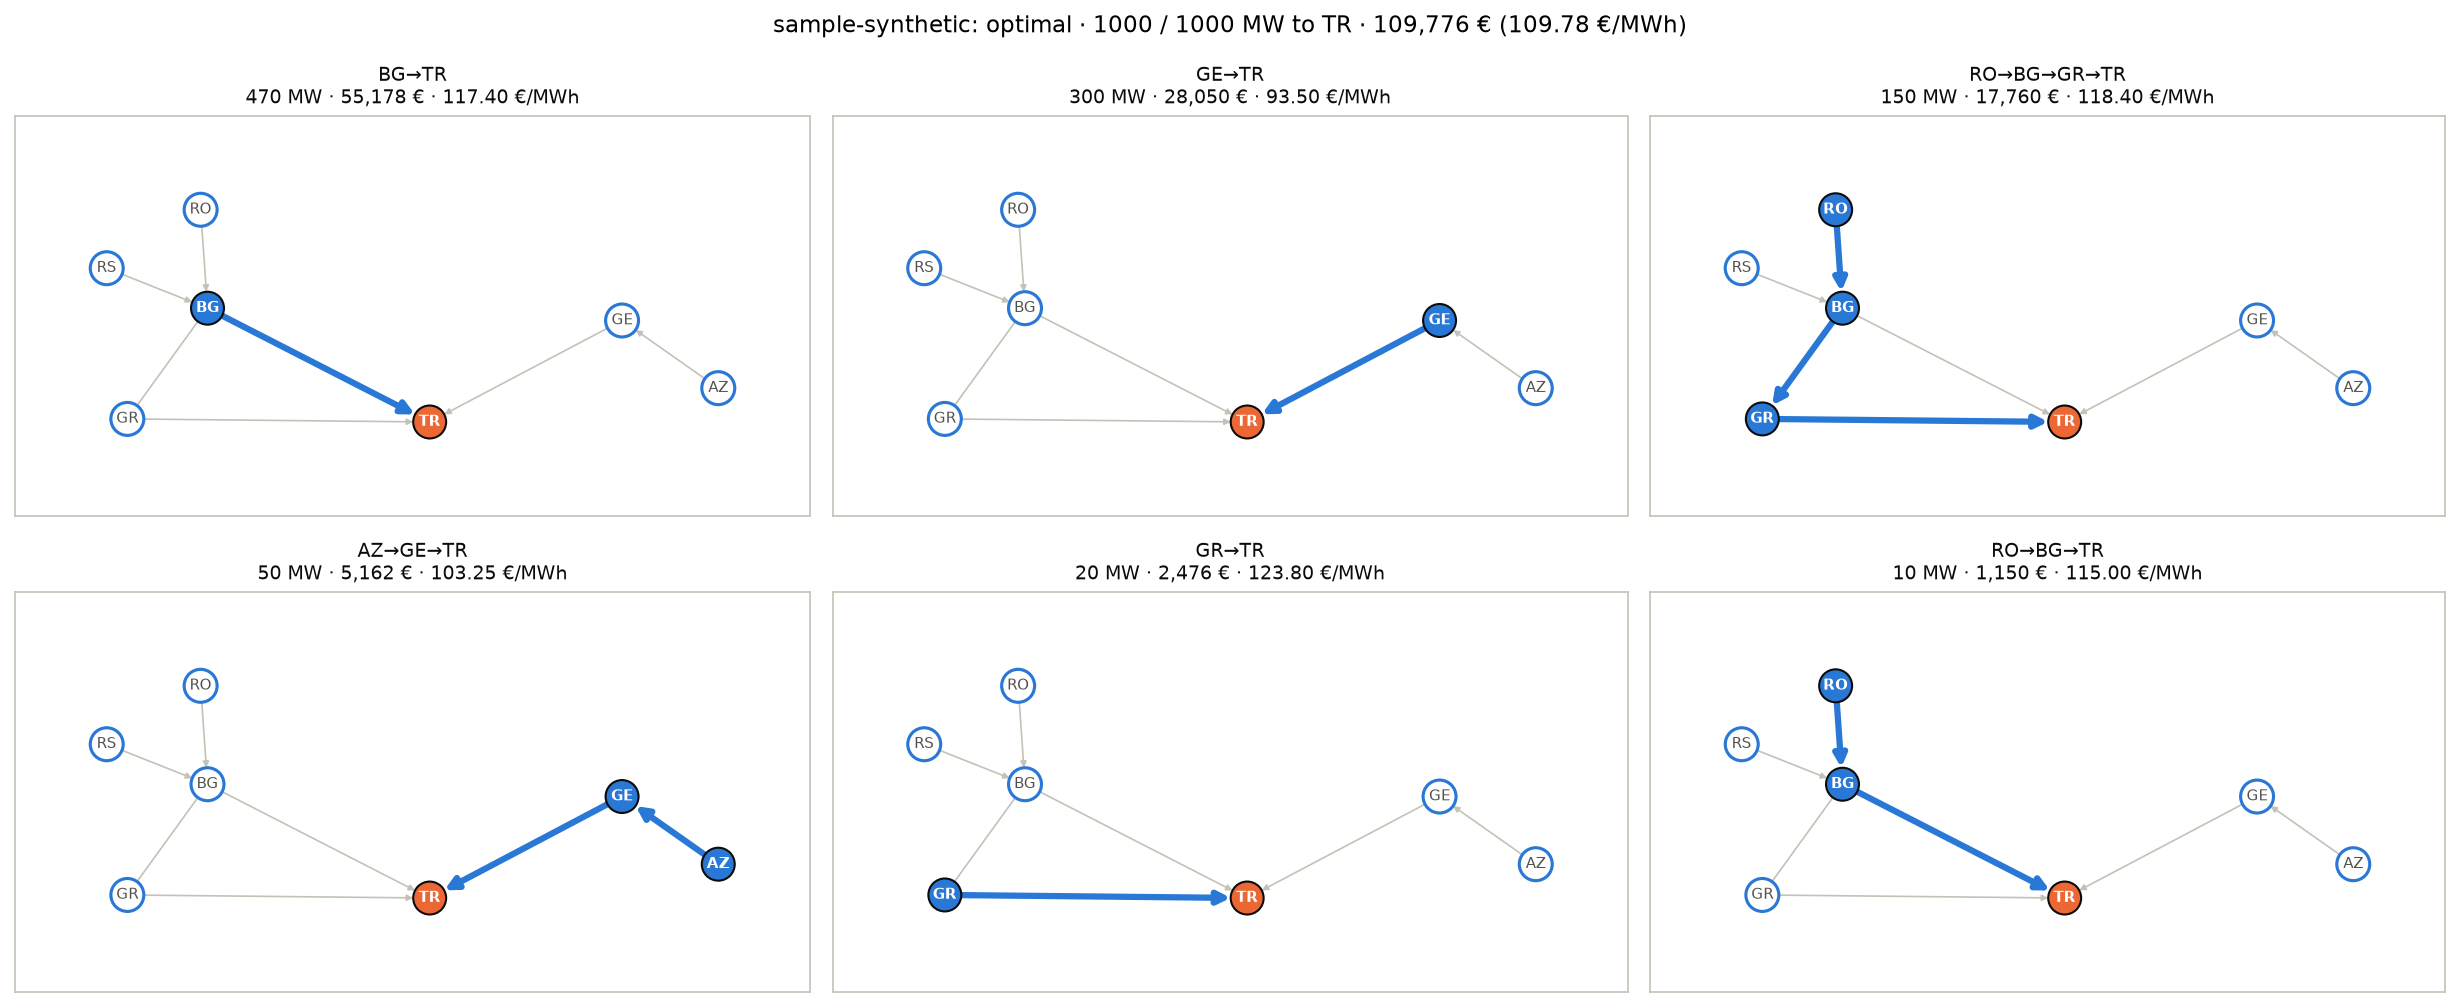 sample-synthetic: optimal · 1000 / 1000 MW to TR · 109,776 € (109.78 €/MWh)
BG→TR
470 MW · 55,178 € · 117.40 €/MWh
RO
RS
BG
GE
AZ
GR
TR
GE→TR
300 MW · 28,050 € · 93.50 €/MWh
RO
RS
BG
GE
AZ
GR
TR
RO→BG→GR→TR
150 MW · 17,760 € · 118.40 €/MWh
RO
RS
BG
GE
AZ
GR
TR
AZ→GE→TR
50 MW · 5,162 € · 103.25 €/MWh
RO
RS
BG
GE
AZ
GR
TR
GR→TR
20 MW · 2,476 € · 123.80 €/MWh
RO
RS
BG
GE
AZ
GR
TR
RO→BG→TR
10 MW · 1,150 € · 115.00 €/MWh
RO
RS
BG
GE
AZ
GR
TR